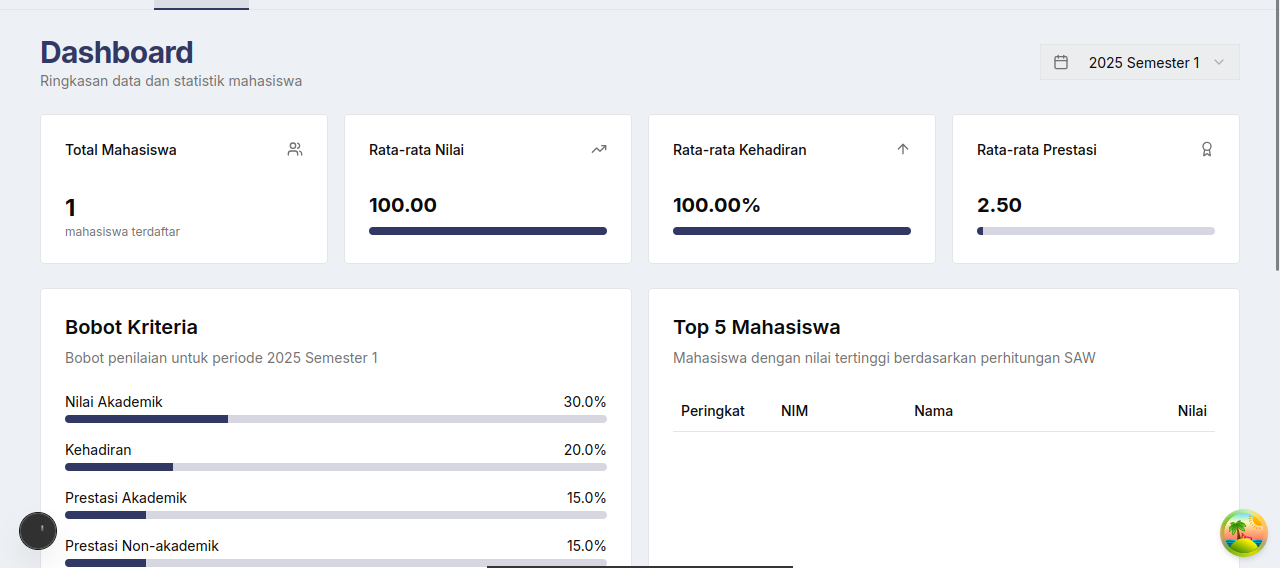 Dashboard
Ringkasan data dan statistik mahasiswa
2025 Semester 1
Total Mahasiswa
1
mahasiswa terdaftar
Rata-rata Nilai
100.00
Rata-rata Kehadiran
100.00%
Rata-rata Prestasi
2.50
Bobot Kriteria
Bobot penilaian untuk periode 2025 Semester 1
Nilai Akademik 30.0%
Kehadiran 20.0%
Prestasi Akademik 15.0%
Prestasi Non-akademik 15.0%
Top 5 Mahasiswa
Mahasiswa dengan nilai tertinggi berdasarkan perhitungan SAW
Peringkat NIM Nama Nilai